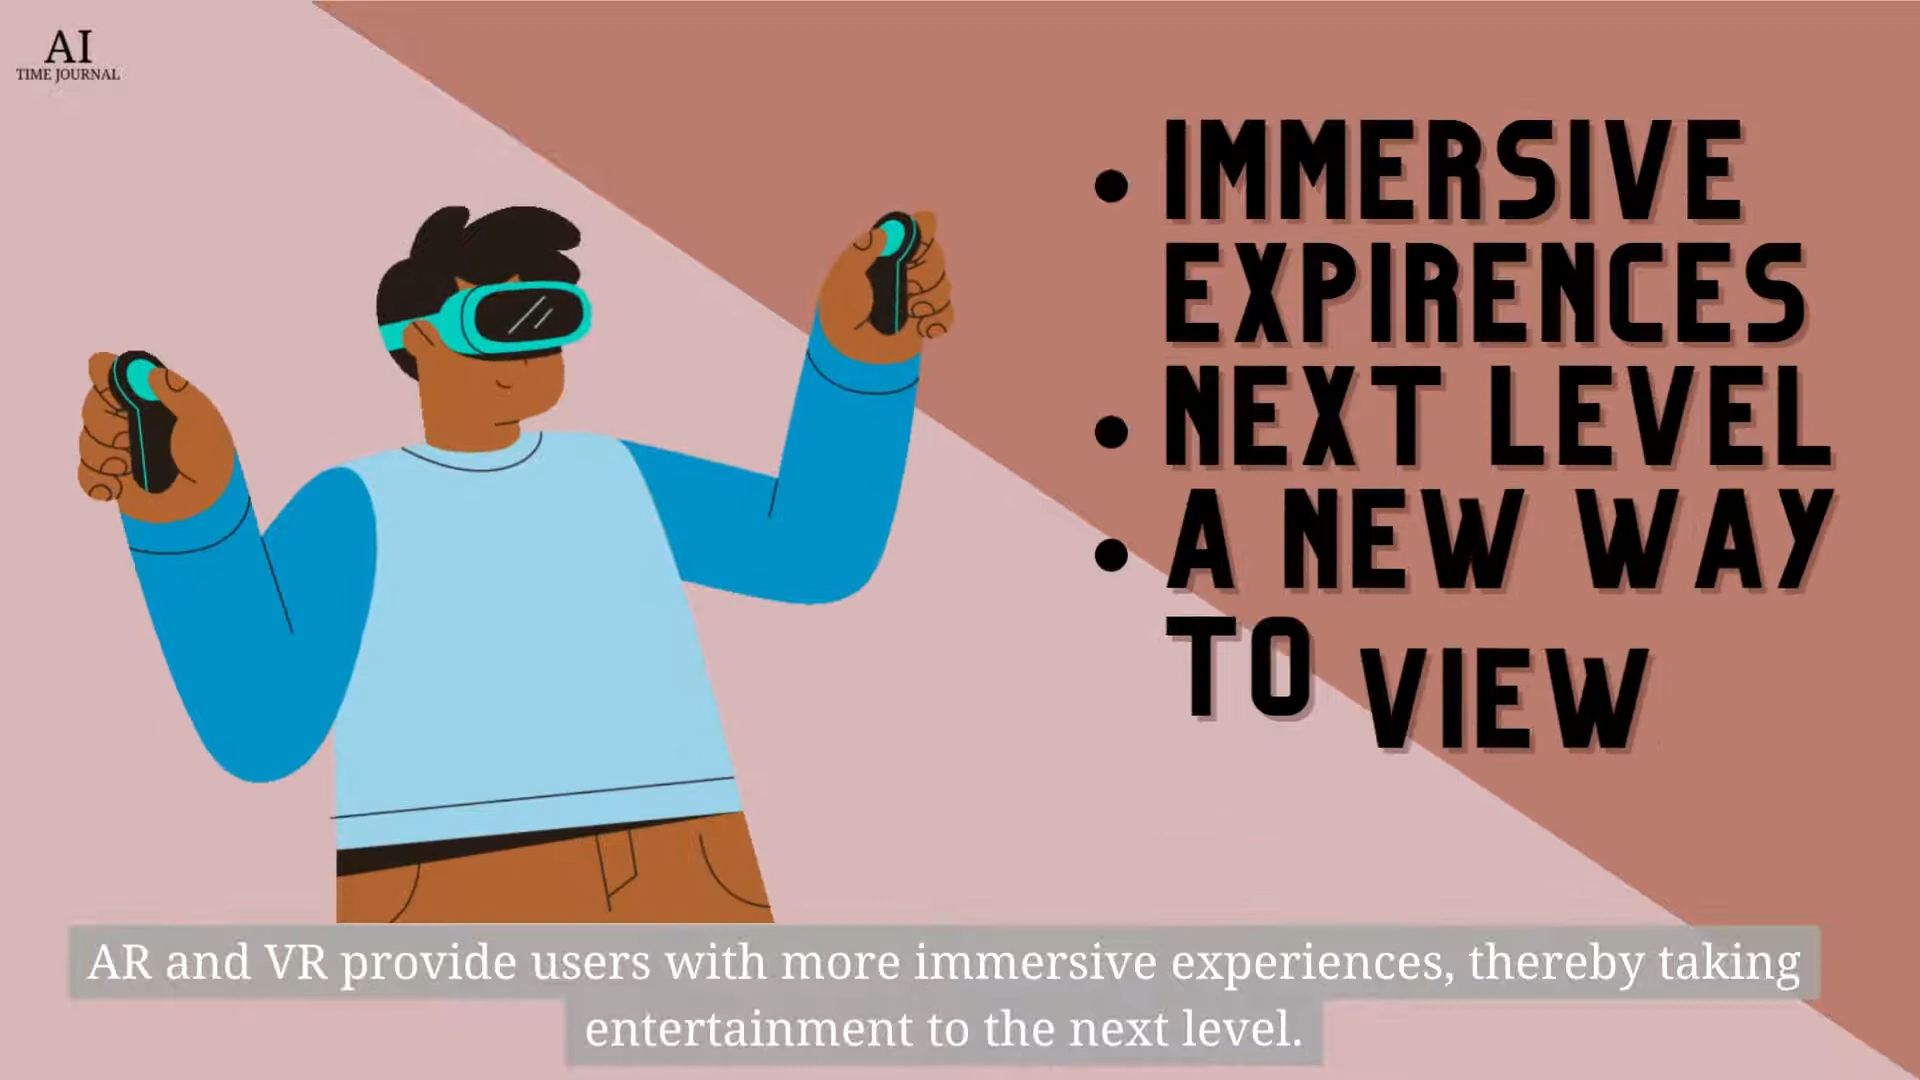 AI
TIME JOURNAL
• IMMERSIVE
EXPIRENCES
• NEXT LEVEL
• A NEW WAY
TO VIEW
AR and VR provide users with more immersive experiences, thereby taking
entertainment to the next level.